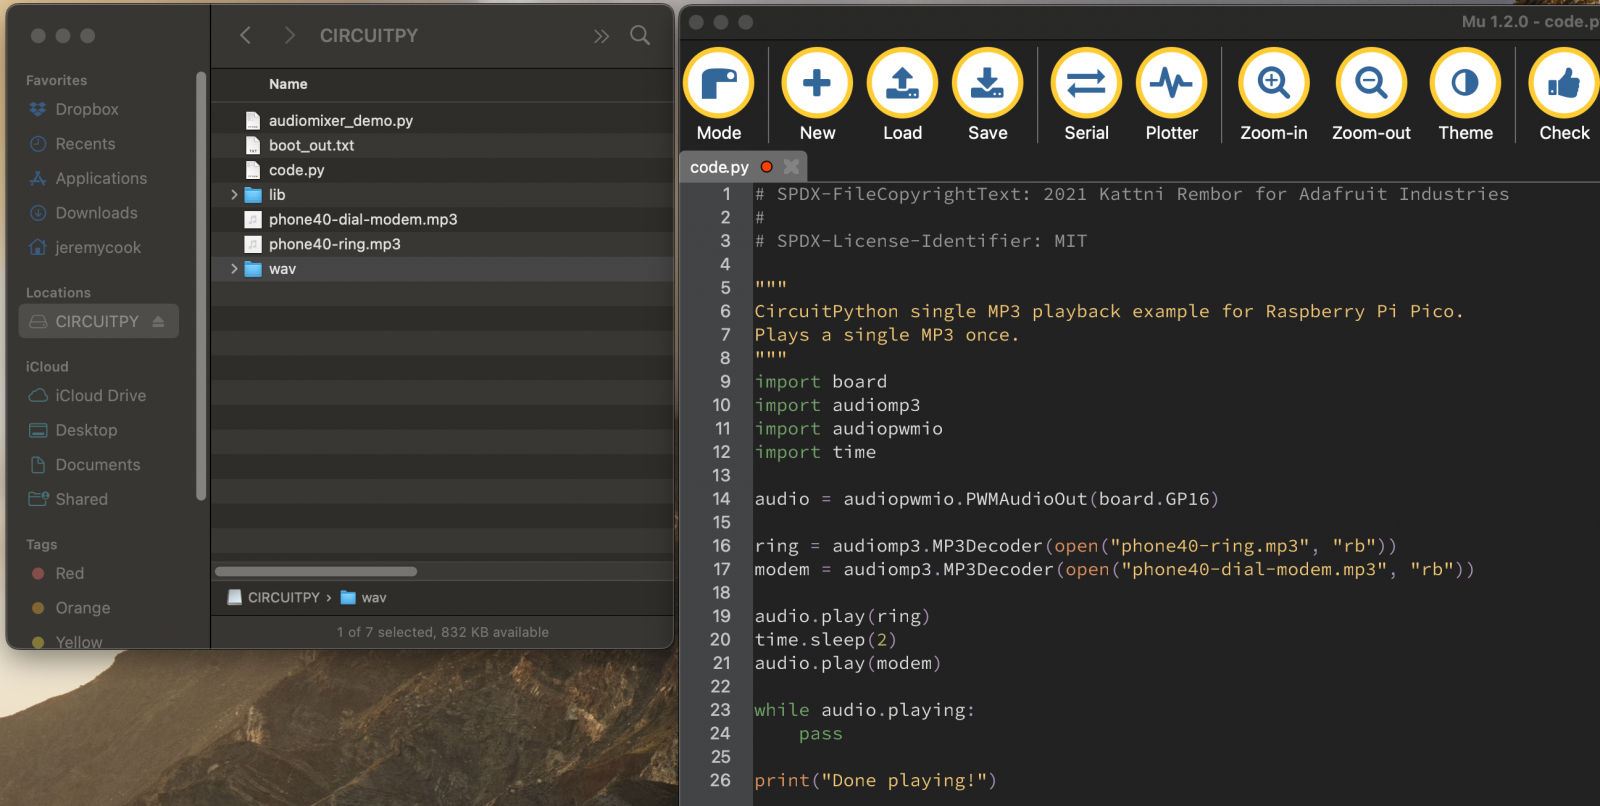 CIRCUITPY
Favorites
Dropbox
Recents
Applications
Downloads
jeremycook
Locations
CIRCUITPY
iCloud
iCloud Drive
Desktop
Documents
Shared
Tags
Red
Orange
Yellow
Name
audiomixer_demo.py
boot_out.txt
code.py
lib
phone40-dial-modem.mp3
phone40-ring.mp3
wav
CIRCUITPY › wav
1 of 7 selected, 832 KB available
Mu 1.2.0 - code.p
Mode
New
Load
Save
Serial
Plotter
Zoom-in
Zoom-out
Theme
Check
code.py
1 # SPDX-FileCopyrightText: 2021 Kattni Rembor for Adafruit Industries
2 #
3 # SPDX-License-Identifier: MIT
4
5 """
6 CircuitPython single MP3 playback example for Raspberry Pi Pico.
7 Plays a single MP3 once.
8 """
9 import board
10 import audiomp3
11 import audiopwmio
12 import time
13
14 audio = audiopwmio.PWMAudioOut(board.GP16)
15
16 ring = audiomp3.MP3Decoder(open("phone40-ring.mp3", "rb"))
17 modem = audiomp3.MP3Decoder(open("phone40-dial-modem.mp3", "rb"))
18
19 audio.play(ring)
20 time.sleep(2)
21 audio.play(modem)
22
23 while audio.playing:
24     pass
25
26 print("Done playing!")